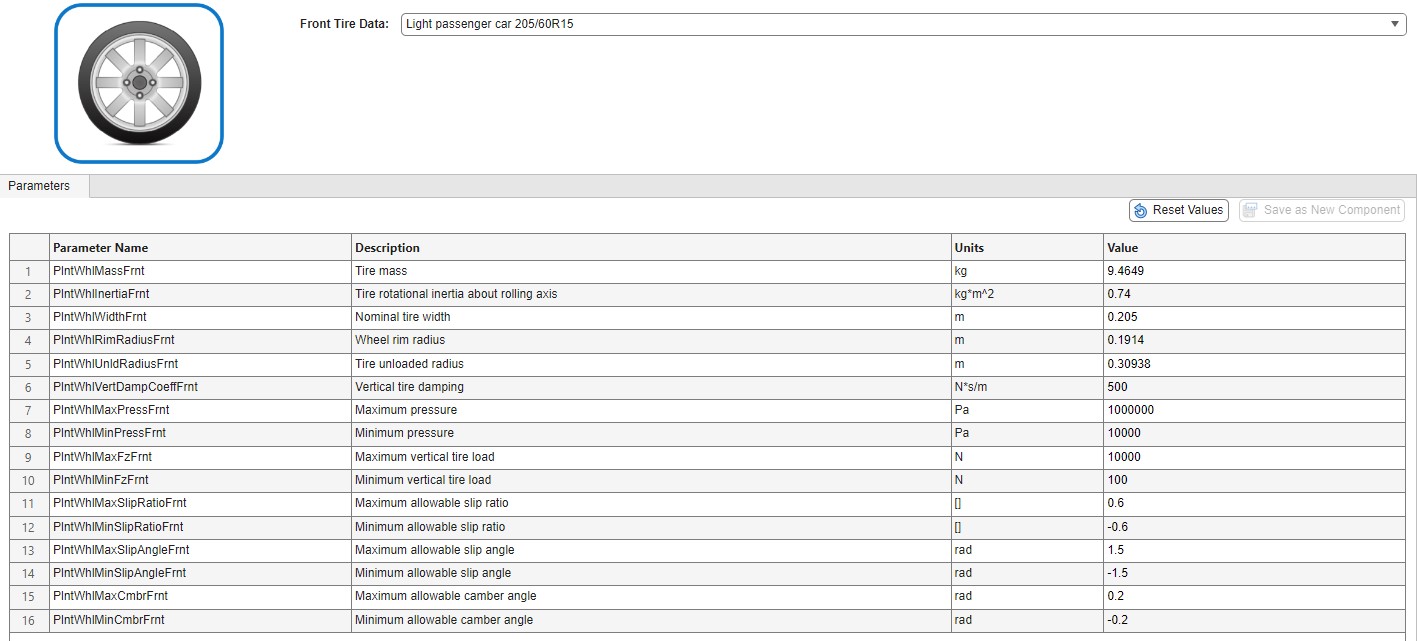 Front Tire Data: Light passenger car 205/60R15
Parameters
Reset Values Save as New Component
Parameter Name Description Units Value
1 PlntWhlMassFrnt Tire mass kg 9.4649
2 PlntWhlInertiaFrnt Tire rotational inertia about rolling axis kg*m^2 0.74
3 PlntWhlWidthFrnt Nominal tire width m 0.205
4 PlntWhlRimRadiusFrnt Wheel rim radius m 0.1914
5 PlntWhlUnldRadiusFrnt Tire unloaded radius m 0.30938
6 PlntWhlVertDampCoeffFrnt Vertical tire damping N*s/m 500
7 PlntWhlMaxPressFrnt Maximum pressure Pa 1000000
8 PlntWhlMinPressFrnt Minimum pressure Pa 10000
9 PlntWhlMaxFzFrnt Maximum vertical tire load N 10000
10 PlntWhlMinFzFrnt Minimum vertical tire load N 100
11 PlntWhlMaxSlipRatioFrnt Maximum allowable slip ratio [] 0.6
12 PlntWhlMinSlipRatioFrnt Minimum allowable slip ratio [] -0.6
13 PlntWhlMaxSlipAngleFrnt Maximum allowable slip angle rad 1.5
14 PlntWhlMinSlipAngleFrnt Minimum allowable slip angle rad -1.5
15 PlntWhlMaxCmbrFrnt Maximum allowable camber angle rad 0.2
16 PlntWhlMinCmbrFrnt Minimum allowable camber angle rad -0.2